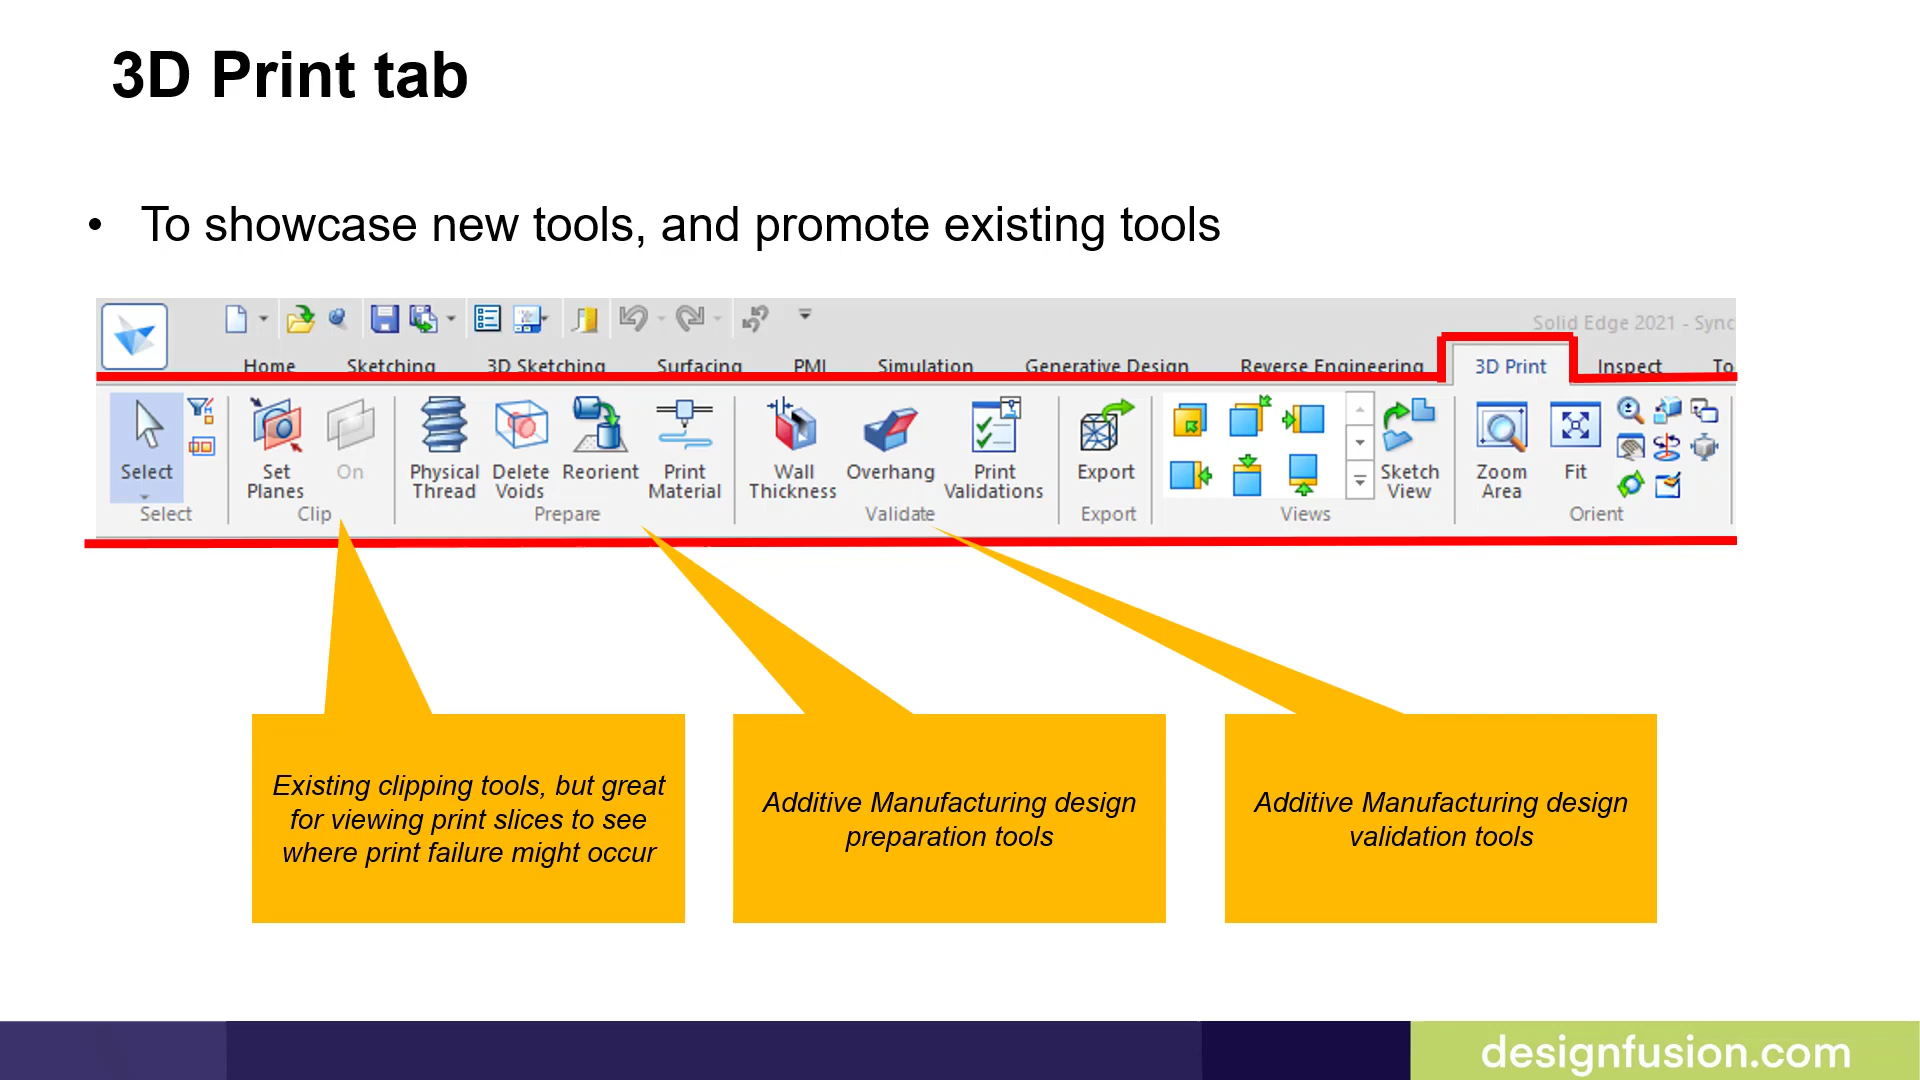 3D Print tab
• To showcase new tools, and promote existing tools
Solid Edge 2021 - Sync
Home Sketching 3D Sketching Surfacing PMI Simulation Generative Design Reverse Engineering 3D Print Inspect To
Select Set Planes On Physical Thread Delete Voids Reorient Print Material Wall Thickness Overhang Print Validations Export Sketch View Zoom Area Fit
Select Clip Prepare Validate Export Views Orient
Existing clipping tools, but great
for viewing print slices to see
where print failure might occur
Additive Manufacturing design
preparation tools
Additive Manufacturing design
validation tools
designfusion.com